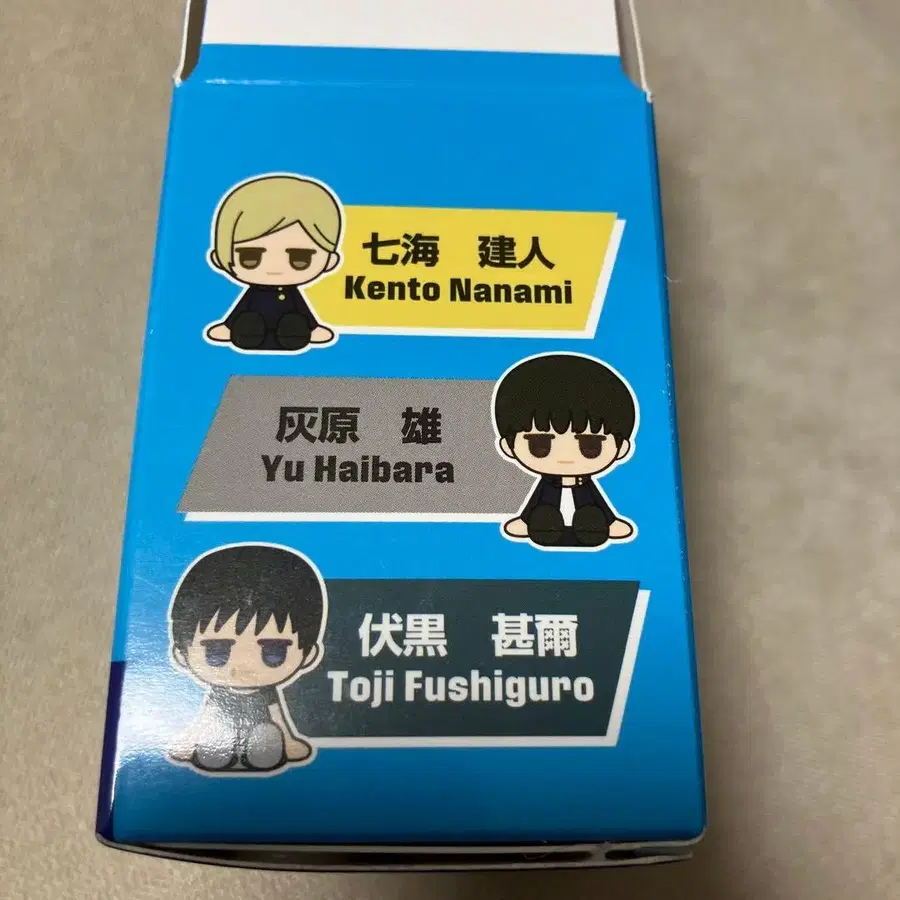 七海　建人
Kento Nanami
灰原　雄
Yu Haibara
伏黒　甚爾
Toji Fushiguro